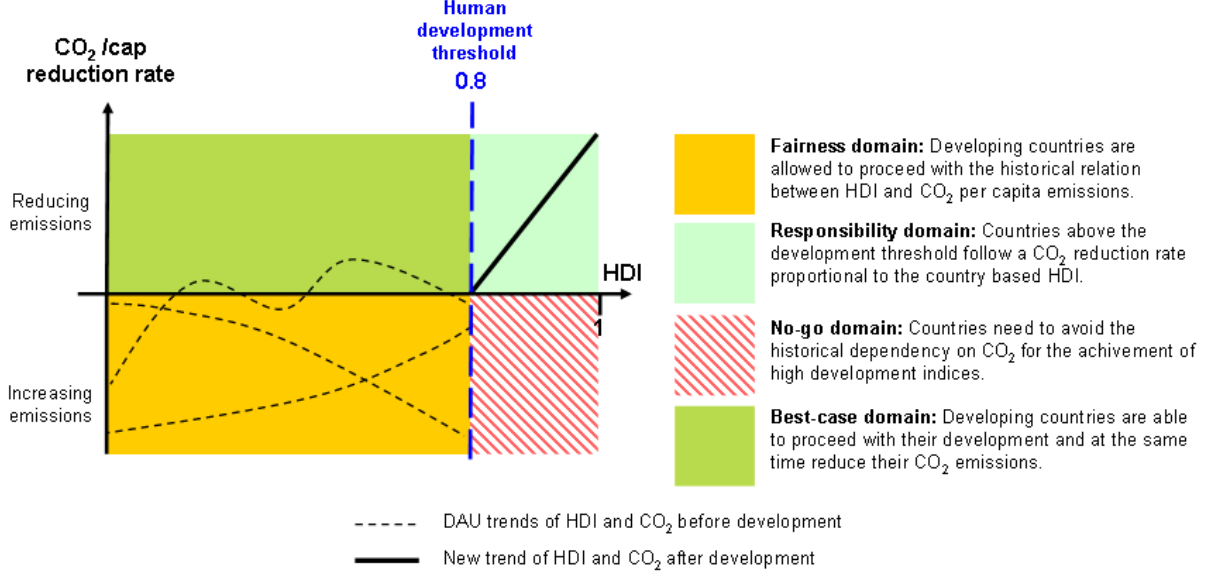 Human
development
threshold
0.8
CO₂ /cap
reduction rate
Reducing
emissions
HDI
1
Increasing
emissions
Fairness domain: Developing countries are
allowed to proceed with the historical relation
between HDI and CO₂ per capita emissions.
Responsibility domain: Countries above the
development threshold follow a CO₂ reduction rate
proportional to the country based HDI.
No-go domain: Countries need to avoid the
historical dependency on CO₂ for the achivement of
high development indices.
Best-case domain: Developing countries are able
to proceed with their development and at the same
time reduce their CO₂ emissions.
DAU trends of HDI and CO₂ before development
New trend of HDI and CO₂ after development